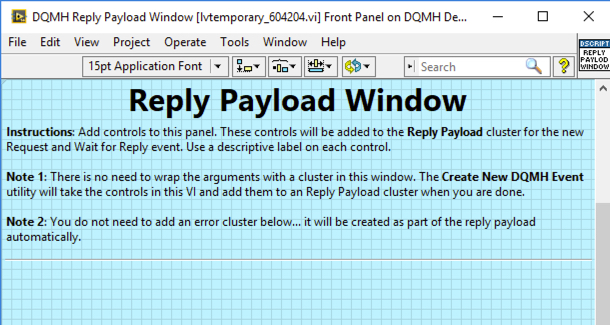 DQMH Reply Payload Window [lvtemporary_604204.vi] Front Panel on DQMH De...
File Edit View Project Operate Tools Window Help
DSCRIPT
REPLY
PAYLOD
WINDOW
15pt Application Font
Search
?
Reply Payload Window
Instructions: Add controls to this panel. These controls will be added to the Reply Payload cluster for the new
Request and Wait for Reply event. Use a descriptive label on each control.
Note 1: There is no need to wrap the arguments with a cluster in this window. The Create New DQMH Event
utility will take the controls in this VI and add them to an Reply Payload cluster when you are done.
Note 2: You do not need to add an error cluster below... it will be created as part of the reply payload
automatically.